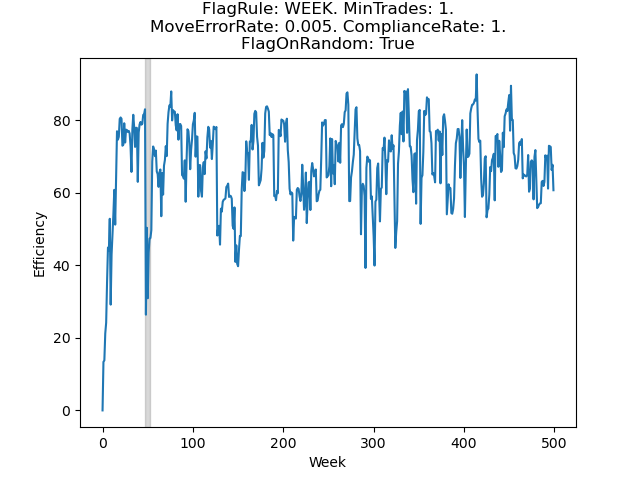 FlagRule: WEEK. MinTrades: 1.
MoveErrorRate: 0.005. ComplianceRate: 1.
FlagOnRandom: True
80
60
40
20
0
Efficiency
0 100 200 300 400 500
Week